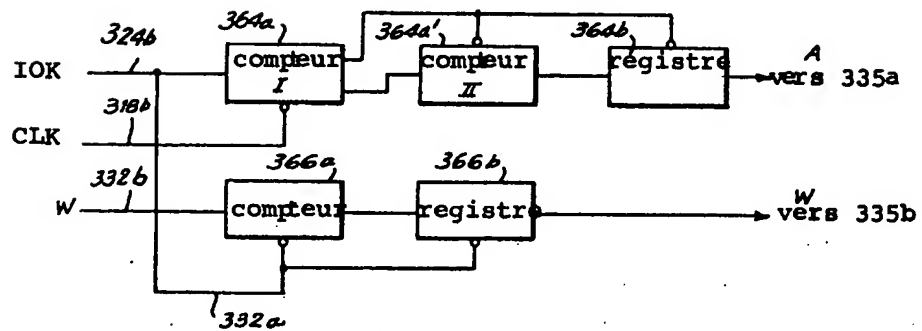 364a
324b
364a'
364b
IOK
compteur
I
compteur
II
registre
A
vers 335a
318b
CLK
366a
366b
332b
W
compteur
registre
W
vers 335b
332a